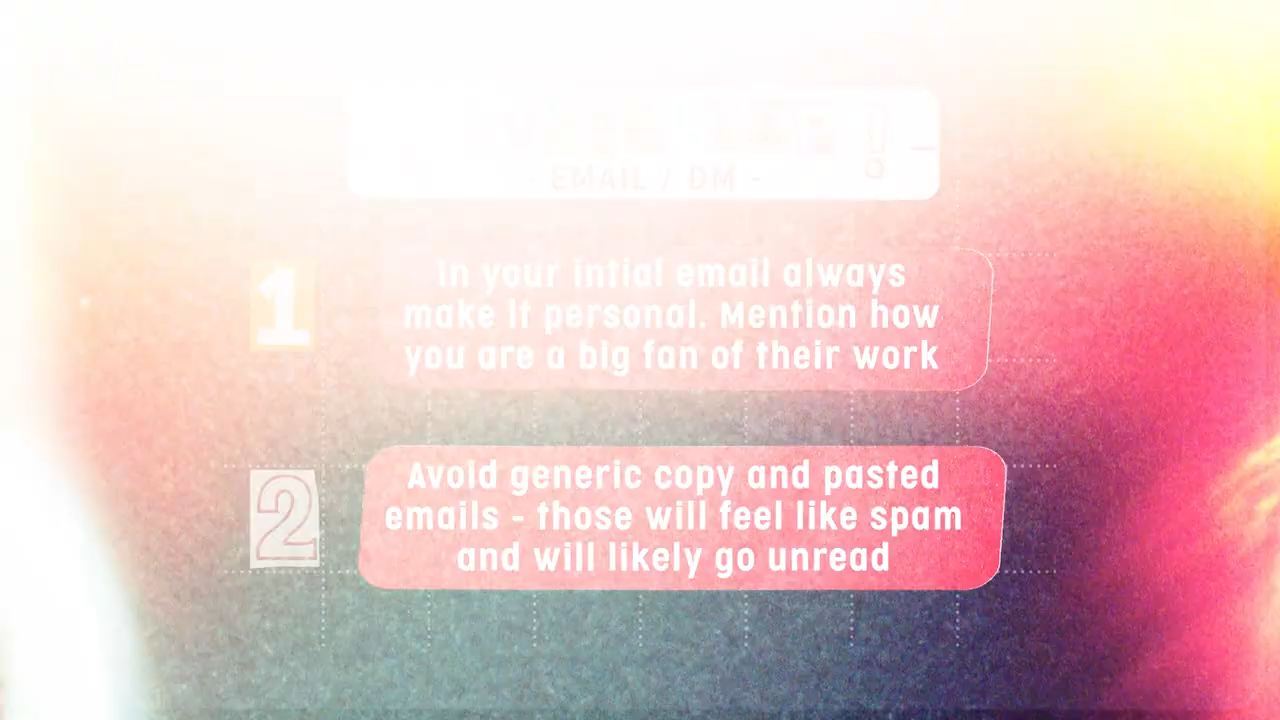 - EMAIL / DM -
1
In your intial email always
make it personal. Mention how
you are a big fan of their work
2
Avoid generic copy and pasted
emails - those will feel like spam
and will likely go unread